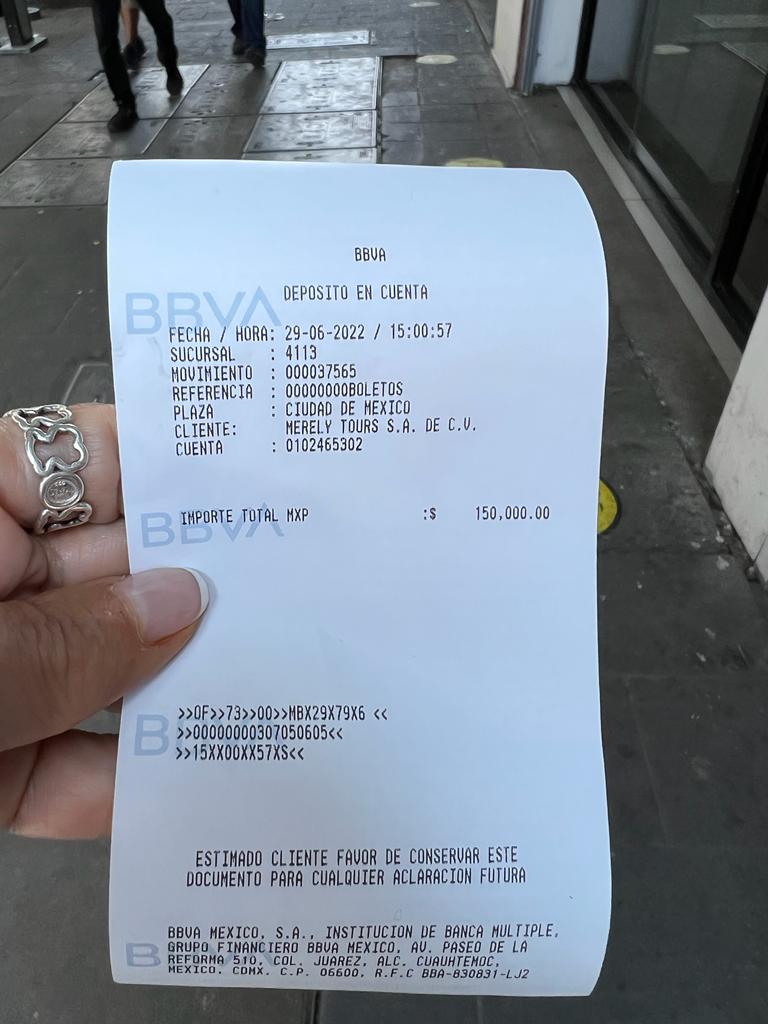 BBVA
DEPOSITO EN CUENTA
BBVA
FECHA / HORA: 29-06-2022 / 15:00:57
SUCURSAL : 4113
MOVIMIENTO : 000037565
REFERENCIA : 00000000BOLETOS
PLAZA : CIUDAD DE MEXICO
CLIENTE: MERELY TOURS S.A. DE C.V.
CUENTA : 0102465302
BBVA
IMPORTE TOTAL MXP :$ 150,000.00
>>OF>>73>>00>>MBX29X79X6 <<
>>00000000307050605<<
>>15XX00XX57XS<<
B
ESTIMADO CLIENTE FAVOR DE CONSERVAR ESTE
DOCUMENTO PARA CUALQUIER ACLARACION FUTURA
BBVA MEXICO, S.A., INSTITUCION DE BANCA MULTIPLE,
GRUPO FINANCIERO BBVA MEXICO, AV. PASEO DE LA
REFORMA 510, COL. JUAREZ, ALC. CUAUHTEMOC,
MEXICO, CDMX, C.P. 06600, R.F.C BBA-830831-LJ2